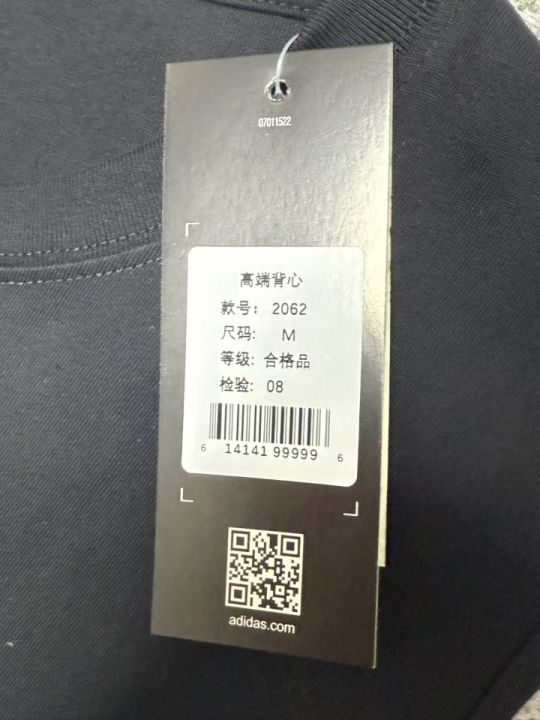 07011522
高端背心
款号: 2062
尺码: M
等级: 合格品
检验: 08
6 14141 99999 6
adidas.com